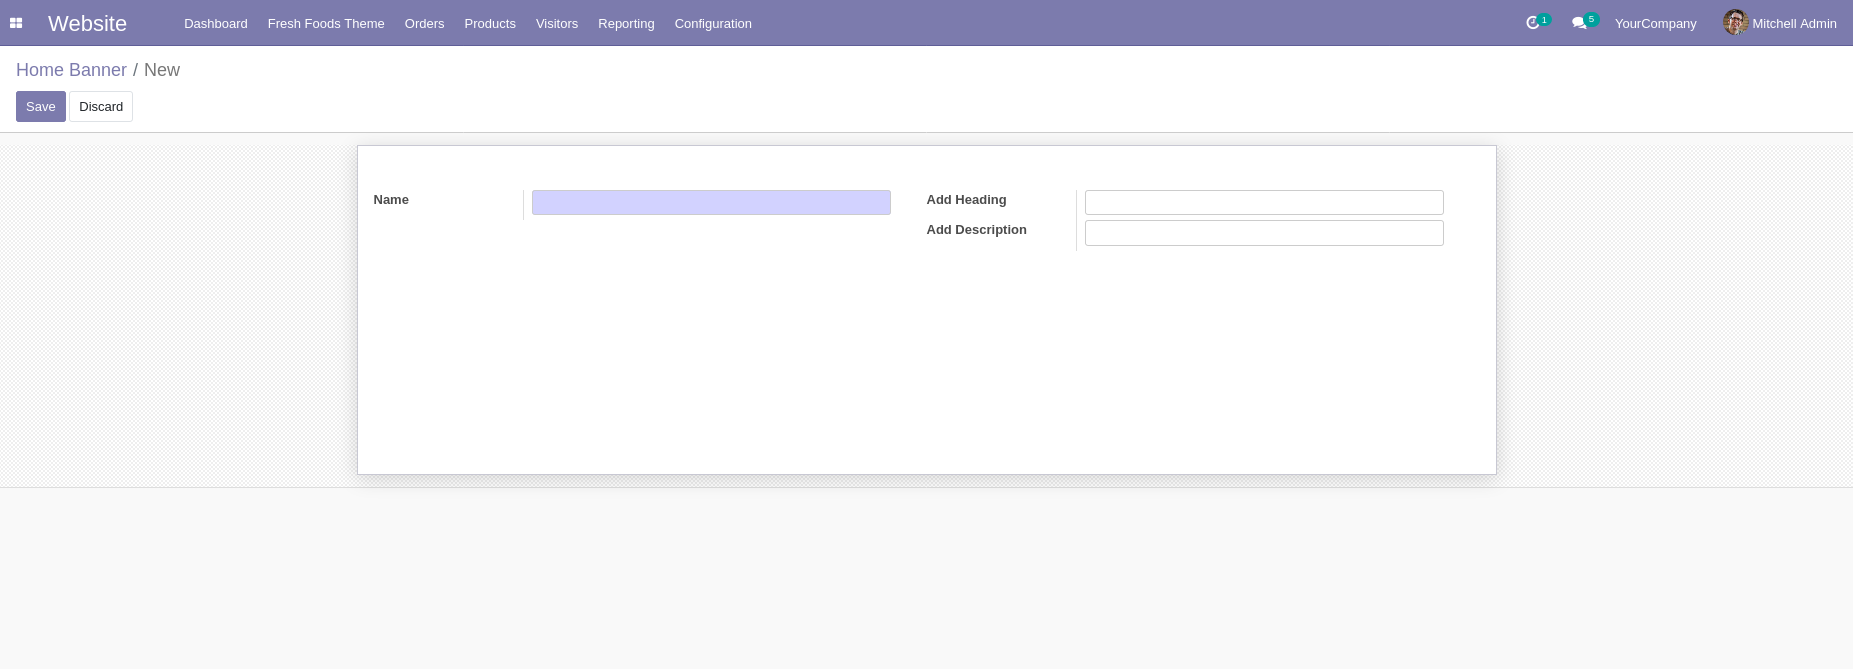 Website Dashboard Fresh Foods Theme Orders Products Visitors Reporting Configuration 1 5 YourCompany Mitchell Admin
Home Banner / New
Save Discard
Name Add Heading
Add Description